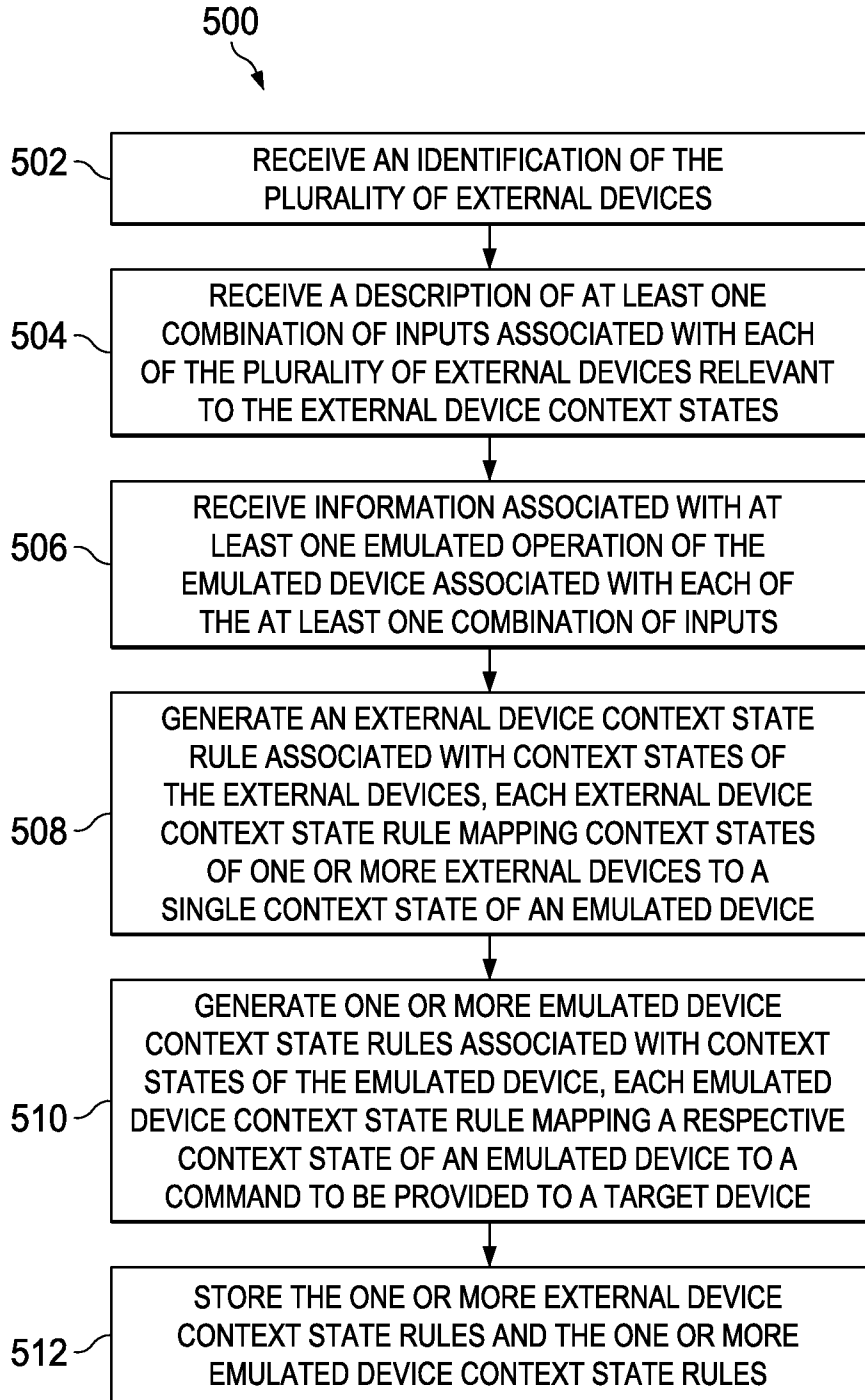 500
502
RECEIVE AN IDENTIFICATION OF THE
PLURALITY OF EXTERNAL DEVICES
504
RECEIVE A DESCRIPTION OF AT LEAST ONE
COMBINATION OF INPUTS ASSOCIATED WITH EACH
OF THE PLURALITY OF EXTERNAL DEVICES RELEVANT
TO THE EXTERNAL DEVICE CONTEXT STATES
506
RECEIVE INFORMATION ASSOCIATED WITH AT
LEAST ONE EMULATED OPERATION OF THE
EMULATED DEVICE ASSOCIATED WITH EACH OF
THE AT LEAST ONE COMBINATION OF INPUTS
508
GENERATE AN EXTERNAL DEVICE CONTEXT STATE
RULE ASSOCIATED WITH CONTEXT STATES OF
THE EXTERNAL DEVICES, EACH EXTERNAL DEVICE
CONTEXT STATE RULE MAPPING CONTEXT STATES
OF ONE OR MORE EXTERNAL DEVICES TO A
SINGLE CONTEXT STATE OF AN EMULATED DEVICE
510
GENERATE ONE OR MORE EMULATED DEVICE
CONTEXT STATE RULES ASSOCIATED WITH CONTEXT
STATES OF THE EMULATED DEVICE, EACH EMULATED
DEVICE CONTEXT STATE RULE MAPPING A RESPECTIVE
CONTEXT STATE OF AN EMULATED DEVICE TO A
COMMAND TO BE PROVIDED TO A TARGET DEVICE
512
STORE THE ONE OR MORE EXTERNAL DEVICE
CONTEXT STATE RULES AND THE ONE OR MORE
EMULATED DEVICE CONTEXT STATE RULES